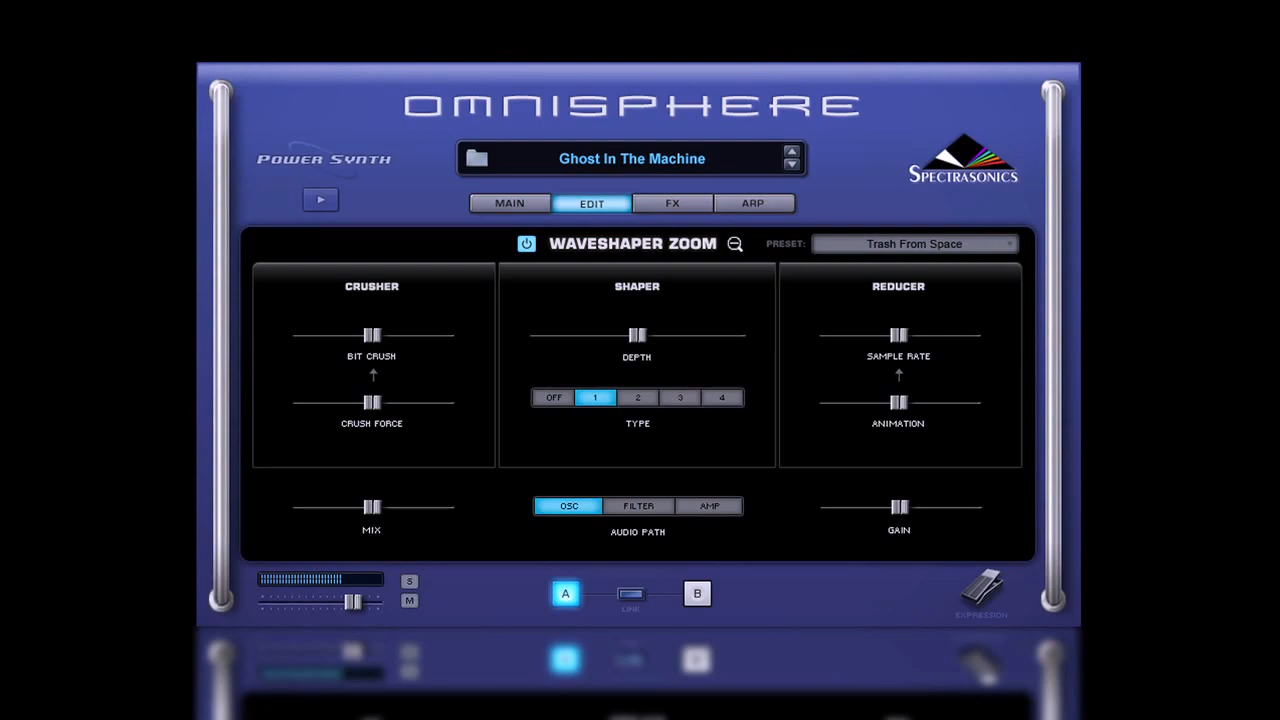 OMNISPHERE
POWER SYNTH
Ghost In The Machine
SPECTRASONICS
MAIN EDIT FX ARP
WAVESHAPER ZOOM PRESET: Trash From Space
CRUSHER SHAPER REDUCER
BIT CRUSH DEPTH SAMPLE RATE
OFF 1 2 3 4
CRUSH FORCE TYPE ANIMATION
OSC FILTER AMP
MIX AUDIO PATH GAIN
S
M
A B
LINK
EXPRESSION